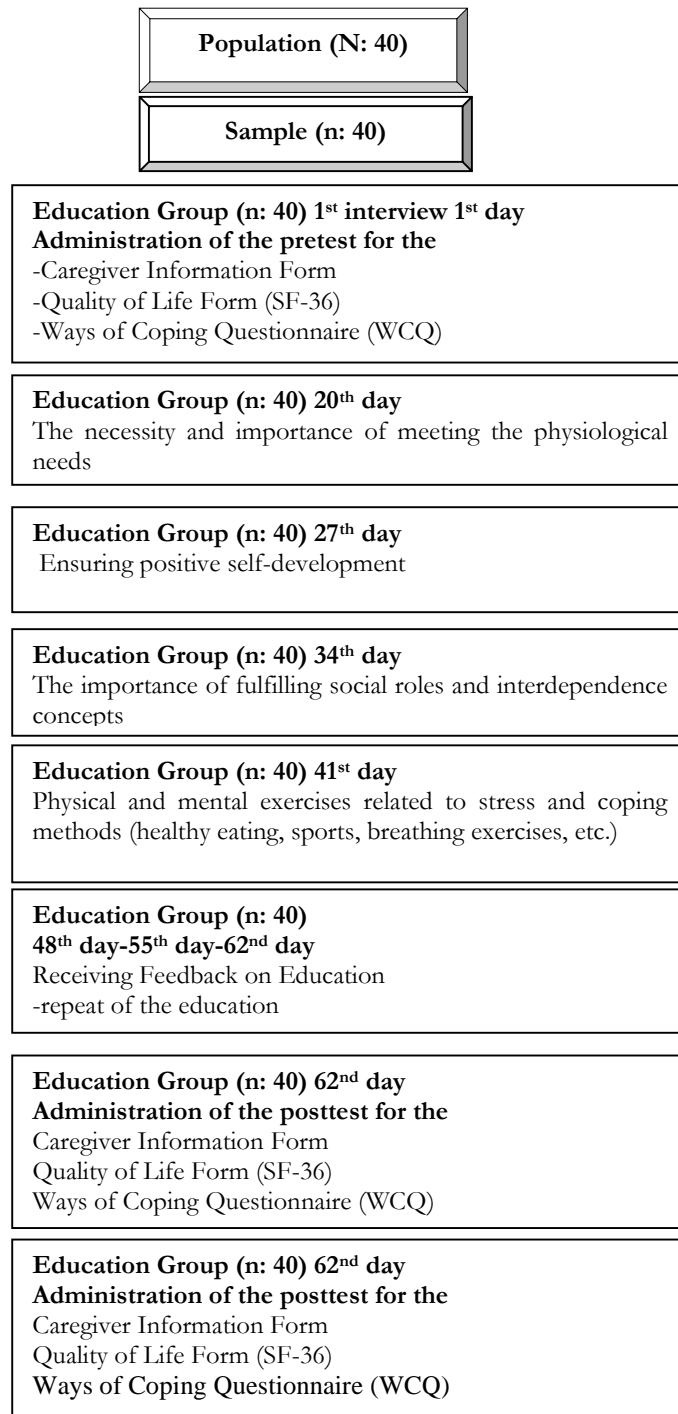 Population (N: 40)
Sample (n: 40)
Education Group (n: 40) 1st interview 1st day
Administration of the pretest for the
-Caregiver Information Form
-Quality of Life Form (SF-36)
-Ways of Coping Questionnaire (WCQ)
Education Group (n: 40) 20th day
The necessity and importance of meeting the physiological
needs
Education Group (n: 40) 27th day
Ensuring positive self-development
Education Group (n: 40) 34th day
The importance of fulfilling social roles and interdependence
concepts
Education Group (n: 40) 41st day
Physical and mental exercises related to stress and coping
methods (healthy eating, sports, breathing exercises, etc.)
Education Group (n: 40)
48th day-55th day-62nd day
Receiving Feedback on Education
-repeat of the education
Education Group (n: 40) 62nd day
Administration of the posttest for the
Caregiver Information Form
Quality of Life Form (SF-36)
Ways of Coping Questionnaire (WCQ)
Education Group (n: 40) 62nd day
Administration of the posttest for the
Caregiver Information Form
Quality of Life Form (SF-36)
Ways of Coping Questionnaire (WCQ)